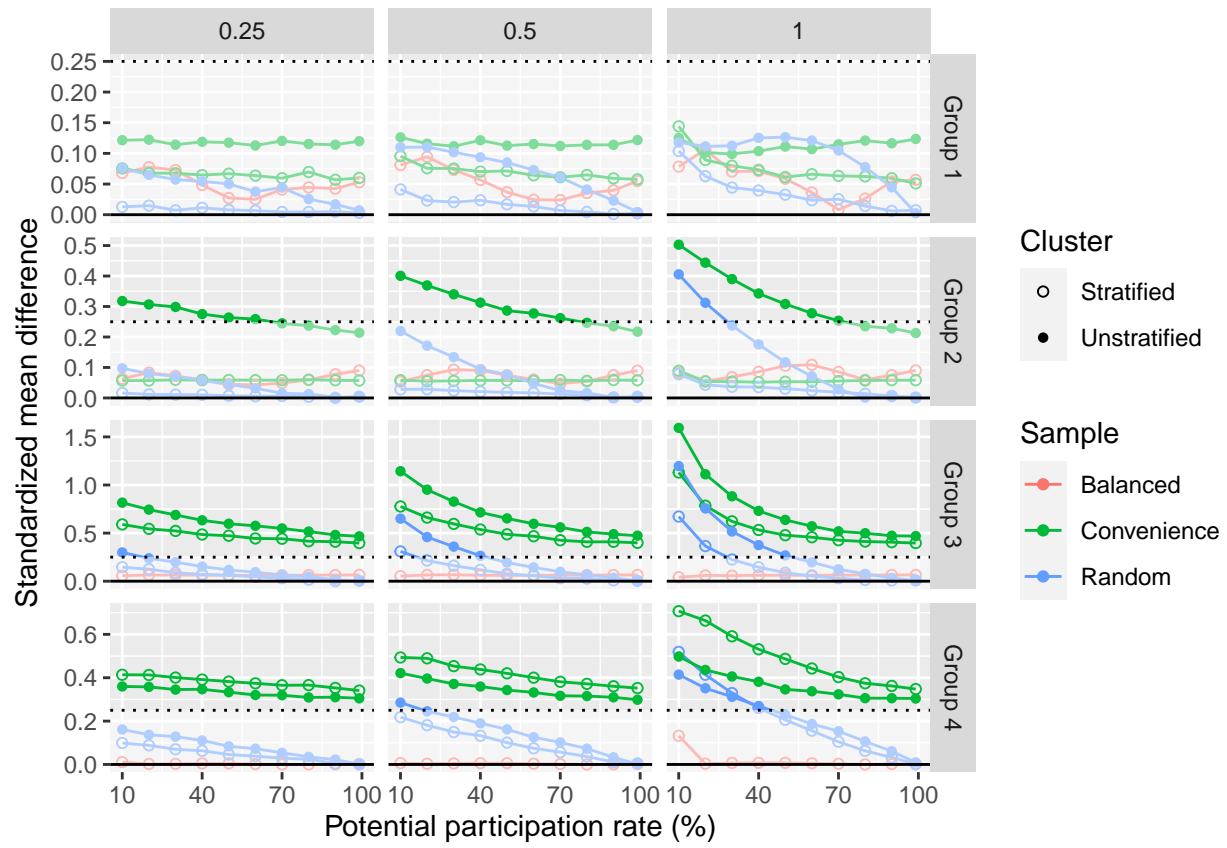 0.25 0.5 1
Standardized mean difference
0.25
0.20
0.15
0.10
0.05
0.00
Group 1
0.5
0.4
0.3
0.2
0.1
0.0
Group 2
1.5
1.0
0.5
0.0
Group 3
0.6
0.4
0.2
0.0
Group 4
10 40 70 100 10 40 70 100 10 40 70 100
Potential participation rate (%)
Cluster
Stratified
Unstratified
Sample
Balanced
Convenience
Random